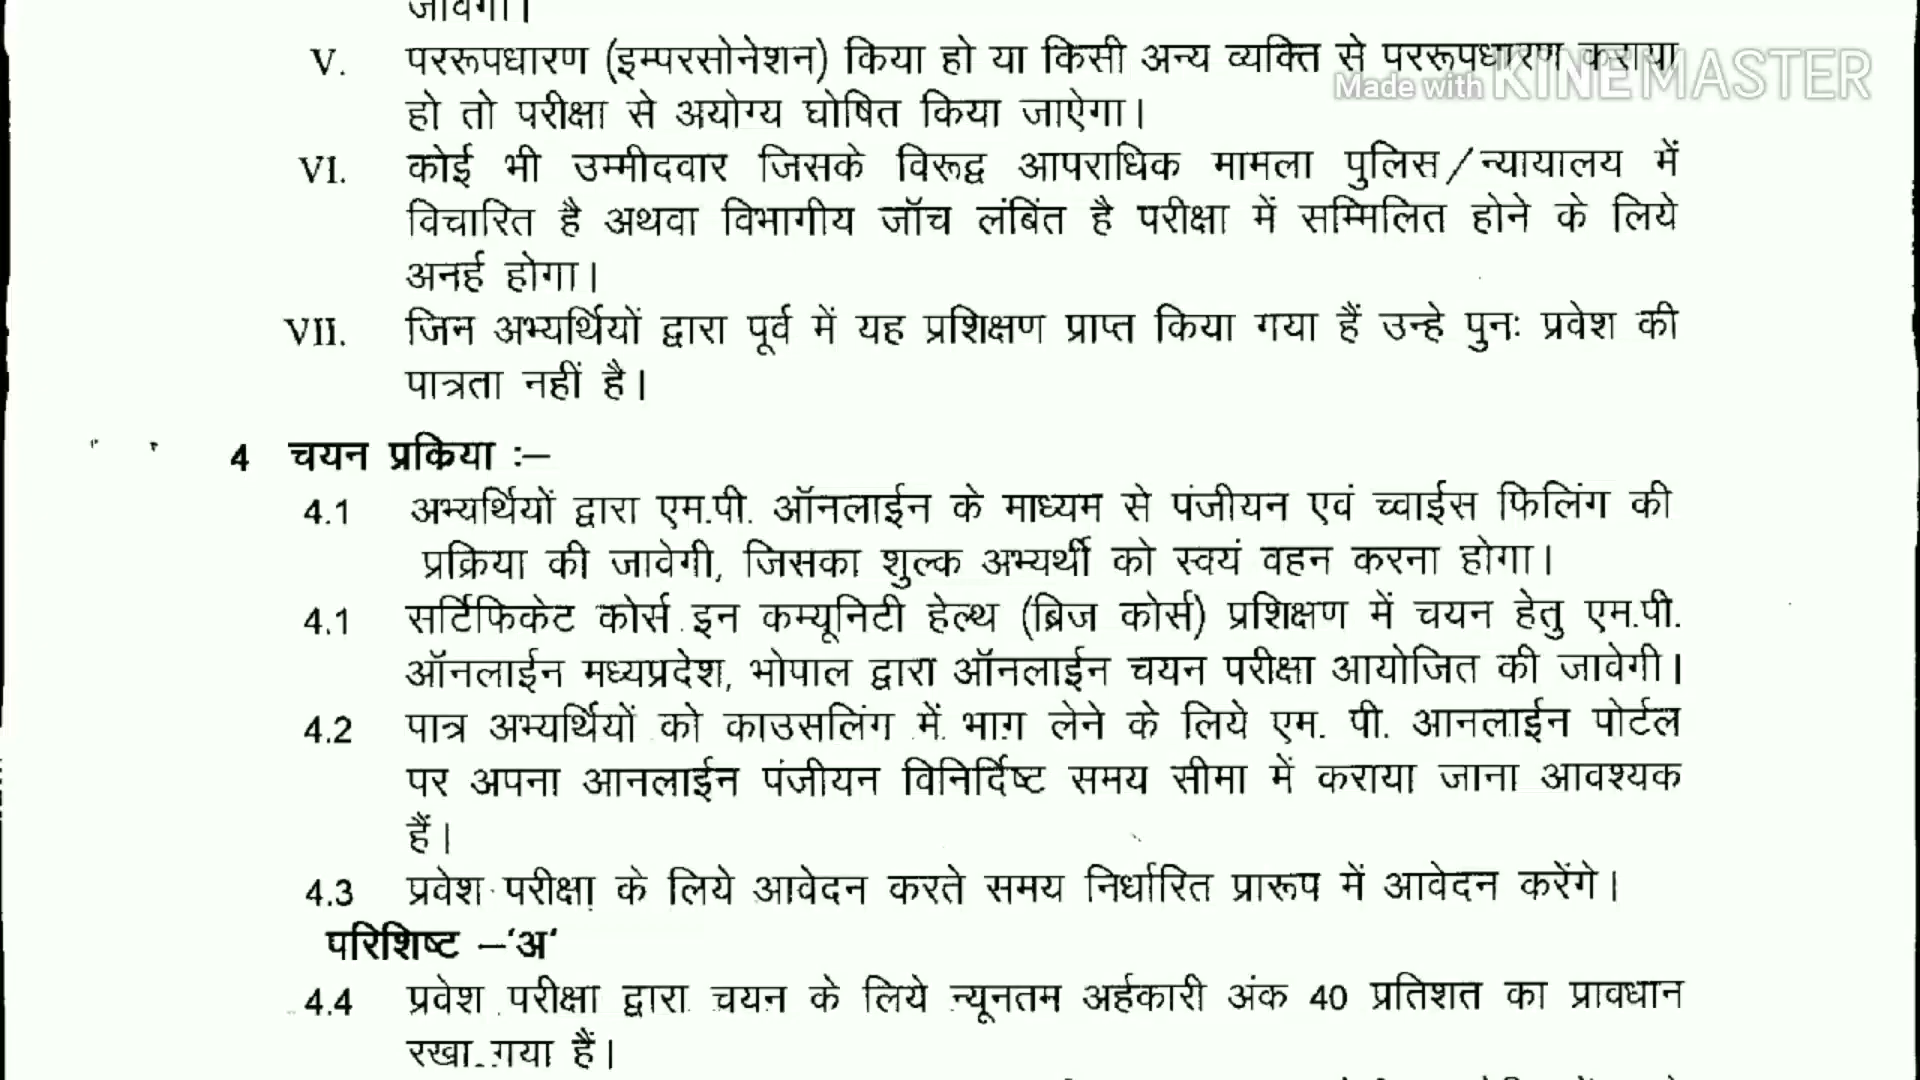 जावेगा।
V. पररूपधारण (इम्परसोनेशन) किया हो या किसी अन्य व्यक्ति से पररूपधारण कराया
Made with KINEMASTER
हो तो परीक्षा से अयोग्य घोषित किया जाऐगा।
VI. कोई भी उम्मीदवार जिसके विरूद्व आपराधिक मामला पुलिस/न्यायालय में
विचारित है अथवा विभागीय जॉच लंबिंत है परीक्षा में सम्मिलित होने के लिये
अनर्ह होगा।
VII. जिन अभ्यर्थियों द्वारा पूर्व में यह प्रशिक्षण प्राप्त किया गया हैं उन्हे पुनः प्रवेश की
पात्रता नहीं है।
4 चयन प्रक्रिया :–
4.1 अभ्यर्थियों द्वारा एम.पी. ऑनलाईन के माध्यम से पंजीयन एवं च्वाईस फिलिंग की
प्रक्रिया की जावेगी, जिसका शुल्क अभ्यर्थी को स्वयं वहन करना होगा।
4.1 सर्टिफिकेट कोर्स इन कम्यूनिटी हेल्थ (ब्रिज कोर्स) प्रशिक्षण में चयन हेतु एम.पी.
ऑनलाईन मध्यप्रदेश, भोपाल द्वारा ऑनलाईन चयन परीक्षा आयोजित की जावेगी।
4.2 पात्र अभ्यर्थियों को काउसलिंग में भाग लेने के लिये एम. पी. आनलाईन पोर्टल
पर अपना आनलाईन पंजीयन विनिर्दिष्ट समय सीमा में कराया जाना आवश्यक
हैं।
4.3 प्रवेश परीक्षा के लिये आवेदन करते समय निर्धारित प्रारूप में आवेदन करेंगे।
परिशिष्ट –'अ'
4.4 प्रवेश परीक्षा द्वारा चयन के लिये न्यूनतम अर्हकारी अंक 40 प्रतिशत का प्रावधान
रखा गया हैं।